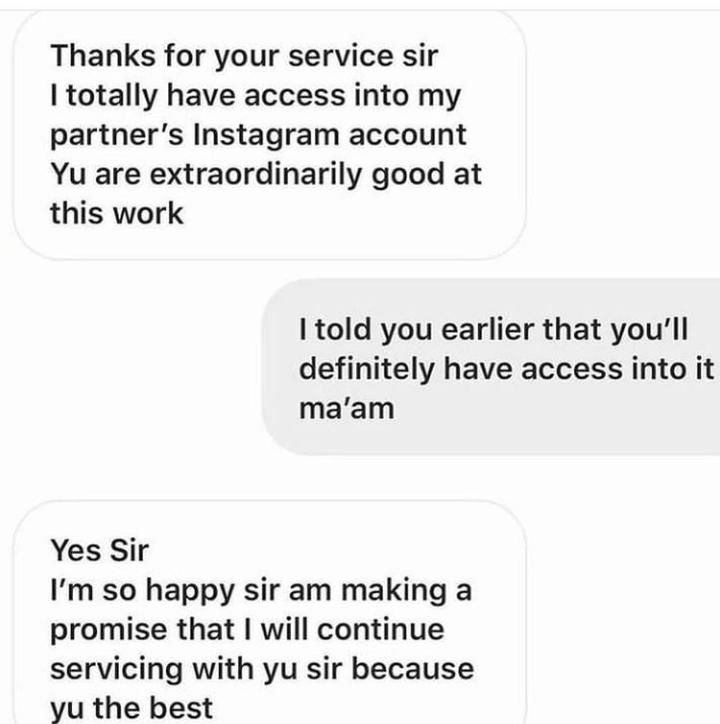 Thanks for your service sir
I totally have access into my
partner's Instagram account
Yu are extraordinarily good at
this work
I told you earlier that you'll
definitely have access into it
ma'am
Yes Sir
I'm so happy sir am making a
promise that I will continue
servicing with yu sir because
yu the best